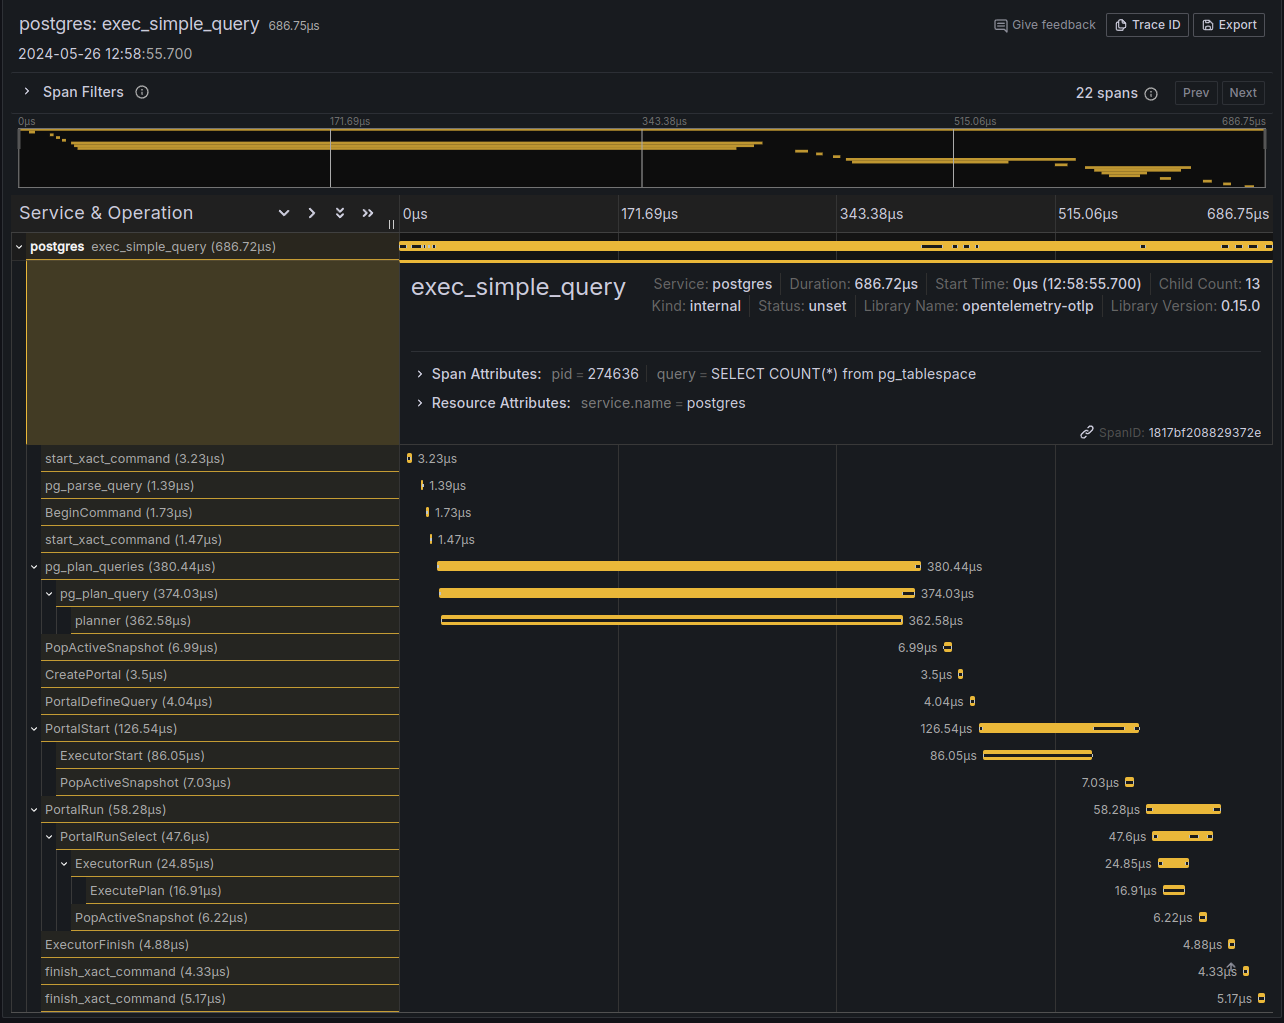 postgres: exec_simple_query 686.75μs
Give feedback Trace ID Export
2024-05-26 12:58:55.700
Span Filters
22 spans Prev Next
0μs 171.69μs 343.38μs 515.06μs 686.75μs
Service & Operation 0μs 171.69μs 343.38μs 515.06μs 686.75μs
postgres exec_simple_query (686.72μs)
exec_simple_query
Service: postgres Duration: 686.72μs Start Time: 0μs (12:58:55.700) Child Count: 13
Kind: internal Status: unset Library Name: opentelemetry-otlp Library Version: 0.15.0
Span Attributes: pid = 274636 query = SELECT COUNT(*) from pg_tablespace
Resource Attributes: service.name = postgres
SpanID: 1817bf208829372e
start_xact_command (3.23μs) 3.23μs
pg_parse_query (1.39μs) 1.39μs
BeginCommand (1.73μs) 1.73μs
start_xact_command (1.47μs) 1.47μs
pg_plan_queries (380.44μs) 380.44μs
pg_plan_query (374.03μs) 374.03μs
planner (362.58μs) 362.58μs
PopActiveSnapshot (6.99μs) 6.99μs
CreatePortal (3.5μs) 3.5μs
PortalDefineQuery (4.04μs) 4.04μs
PortalStart (126.54μs) 126.54μs
ExecutorStart (86.05μs) 86.05μs
PopActiveSnapshot (7.03μs) 7.03μs
PortalRun (58.28μs) 58.28μs
PortalRunSelect (47.6μs) 47.6μs
ExecutorRun (24.85μs) 24.85μs
ExecutePlan (16.91μs) 16.91μs
PopActiveSnapshot (6.22μs) 6.22μs
ExecutorFinish (4.88μs) 4.88μs
finish_xact_command (4.33μs) 4.33μs
finish_xact_command (5.17μs) 5.17μs